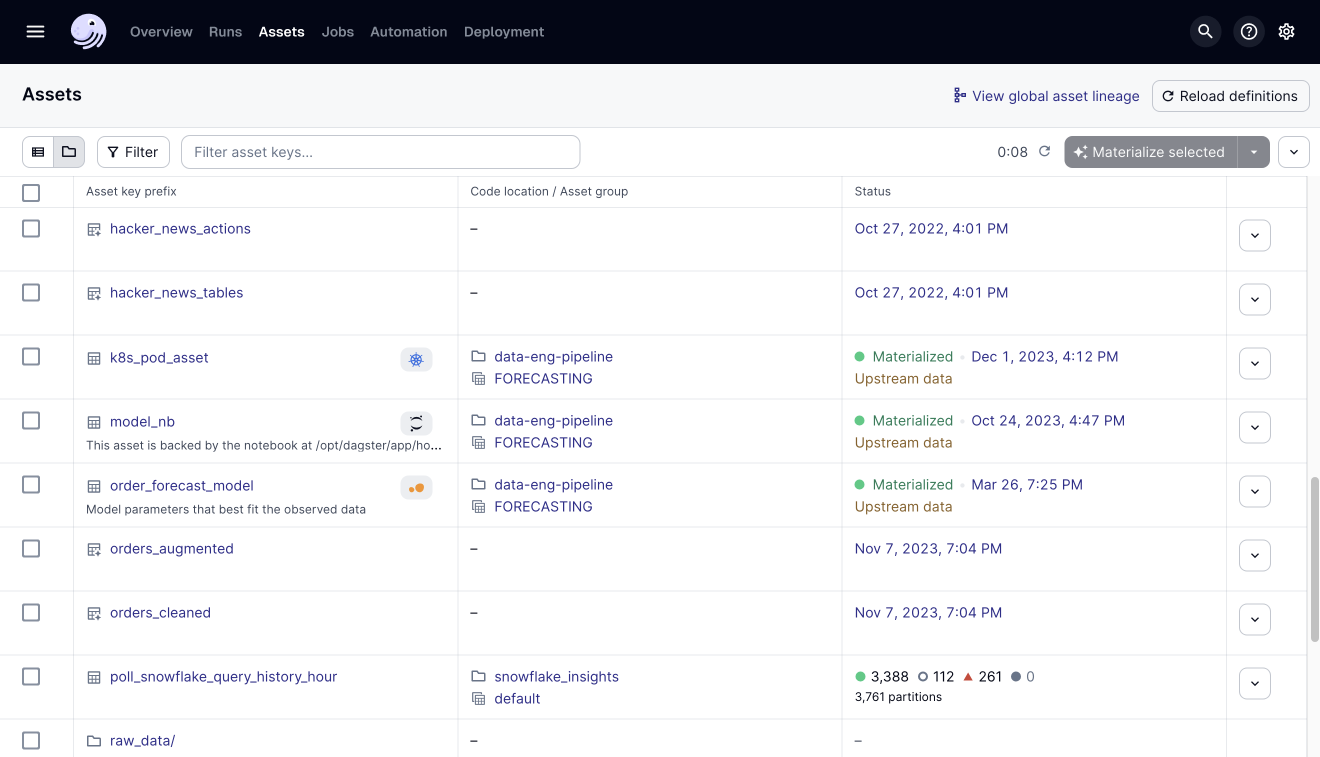 Overview Runs Assets Jobs Automation Deployment
Assets
View global asset lineage Reload definitions
Filter Filter asset keys... 0:08 Materialize selected
Asset key prefix Code location / Asset group Status
hacker_news_actions – Oct 27, 2022, 4:01 PM
hacker_news_tables – Oct 27, 2022, 4:01 PM
k8s_pod_asset data-eng-pipeline Materialized Dec 1, 2023, 4:12 PM
FORECASTING Upstream data
model_nb data-eng-pipeline Materialized Oct 24, 2023, 4:47 PM
This asset is backed by the notebook at /opt/dagster/app/ho... FORECASTING Upstream data
order_forecast_model data-eng-pipeline Materialized Mar 26, 7:25 PM
Model parameters that best fit the observed data FORECASTING Upstream data
orders_augmented – Nov 7, 2023, 7:04 PM
orders_cleaned – Nov 7, 2023, 7:04 PM
poll_snowflake_query_history_hour snowflake_insights 3,388 112 261 0
default 3,761 partitions
raw_data/ – –